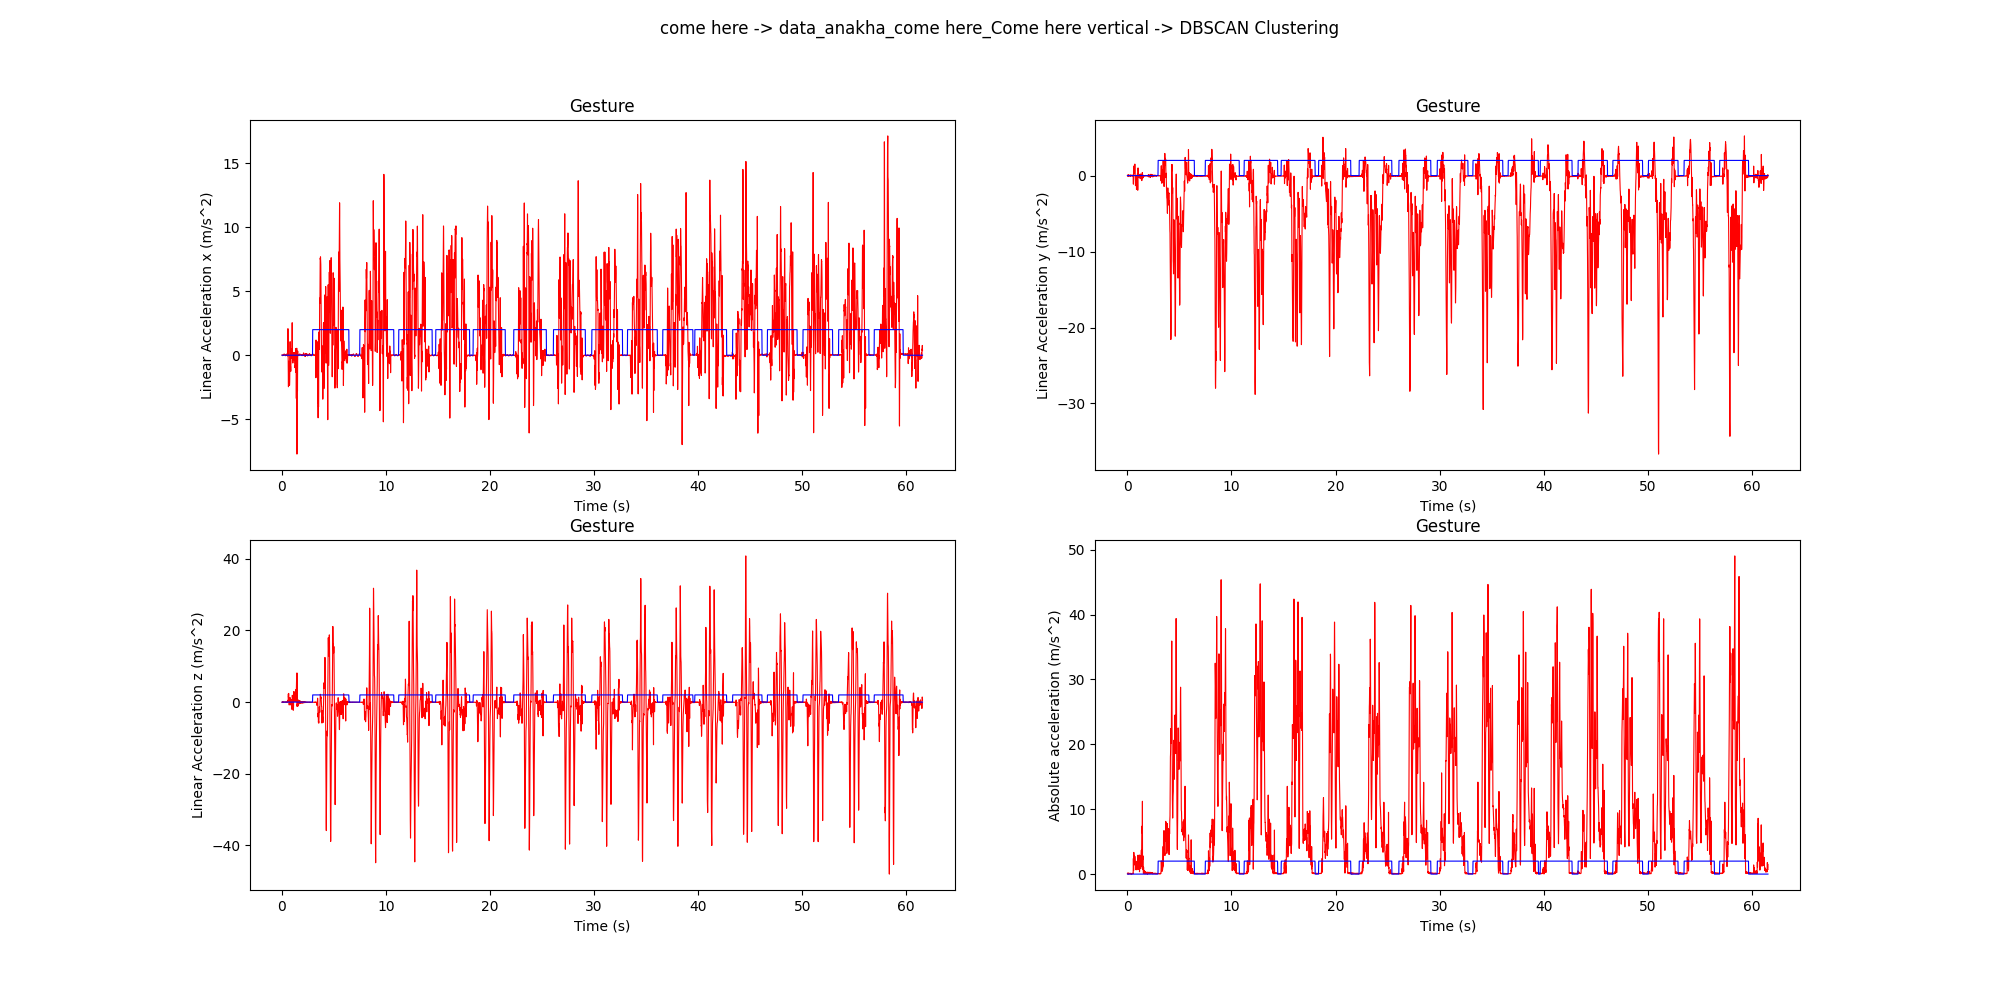 come here -> data_anakha_come here_Come here vertical -> DBSCAN Clustering
Gesture
Linear Acceleration x (m/s^2)
15
10
5
0
−5
0 10 20 30 40 50 60
Time (s)
Gesture
Linear Acceleration y (m/s^2)
0
−10
−20
−30
0 10 20 30 40 50 60
Time (s)
Gesture
Linear Acceleration z (m/s^2)
40
20
0
−20
−40
0 10 20 30 40 50 60
Time (s)
Gesture
Absolute acceleration (m/s^2)
50
40
30
20
10
0
0 10 20 30 40 50 60
Time (s)